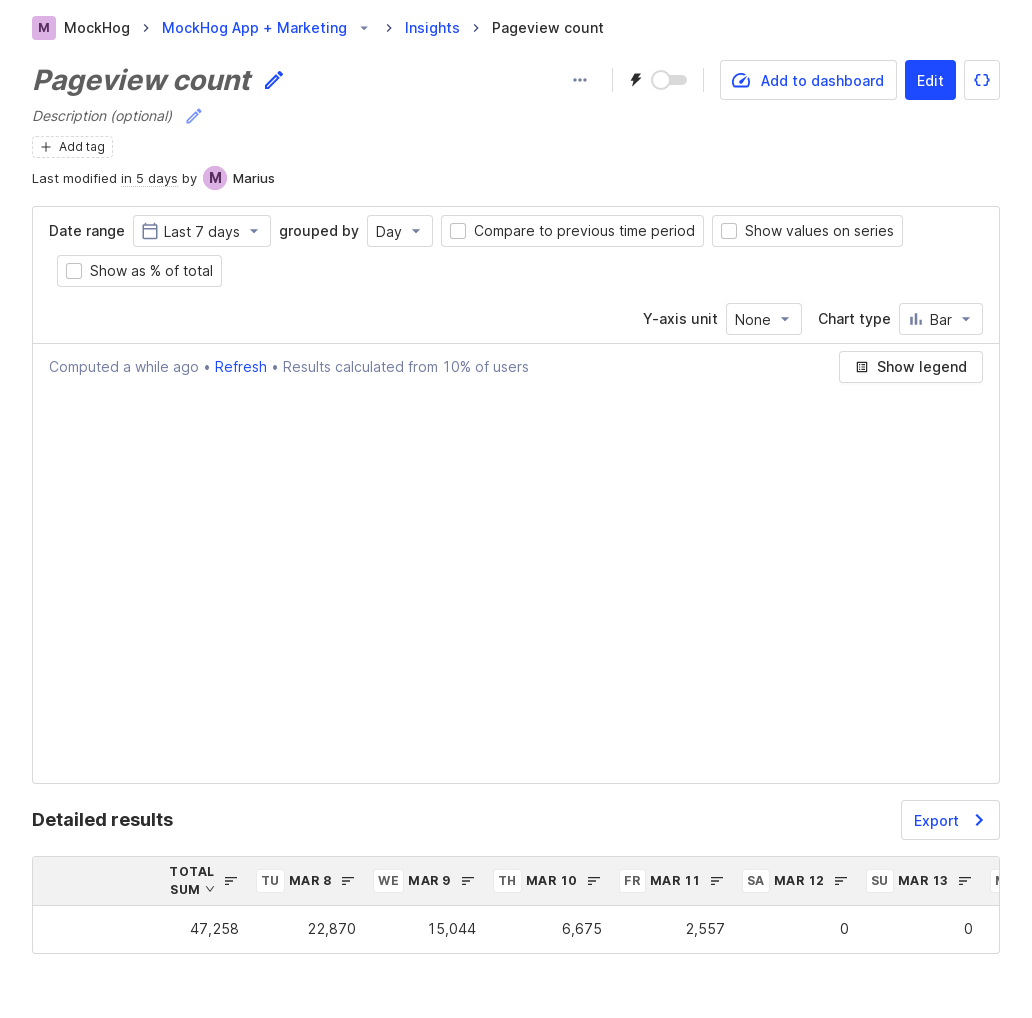 M MockHog MockHog App + Marketing Insights Pageview count
Pageview count
Add to dashboard Edit
Description (optional)
Add tag
Last modified in 5 days by M Marius
Date range Last 7 days grouped by Day Compare to previous time period Show values on series
Show as % of total
Y-axis unit None Chart type Bar
Computed a while ago • Refresh • Results calculated from 10% of users Show legend
Detailed results Export
TOTAL SUM TU MAR 8 WE MAR 9 TH MAR 10 FR MAR 11 SA MAR 12 SU MAR 13
47,258 22,870 15,044 6,675 2,557 0 0